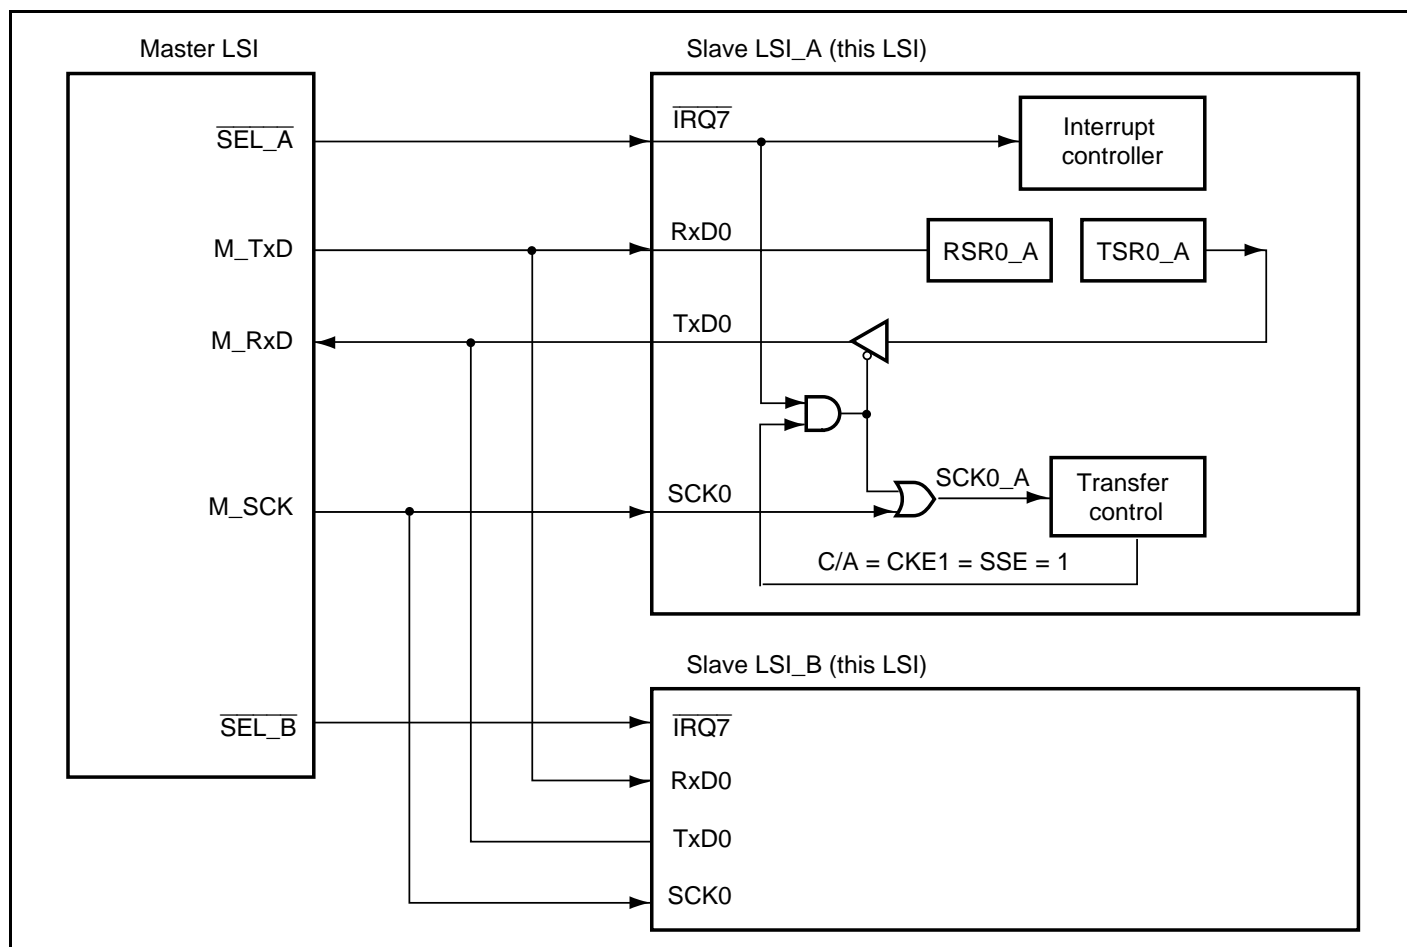 Master LSI
Slave LSI_A (this LSI)
SEL_A
IRQ7
Interrupt
controller
M_TxD
RxD0
RSR0_A
TSR0_A
M_RxD
TxD0
M_SCK
SCK0
SCK0_A
Transfer
control
C/A = CKE1 = SSE = 1
Slave LSI_B (this LSI)
SEL_B
IRQ7
RxD0
TxD0
SCK0